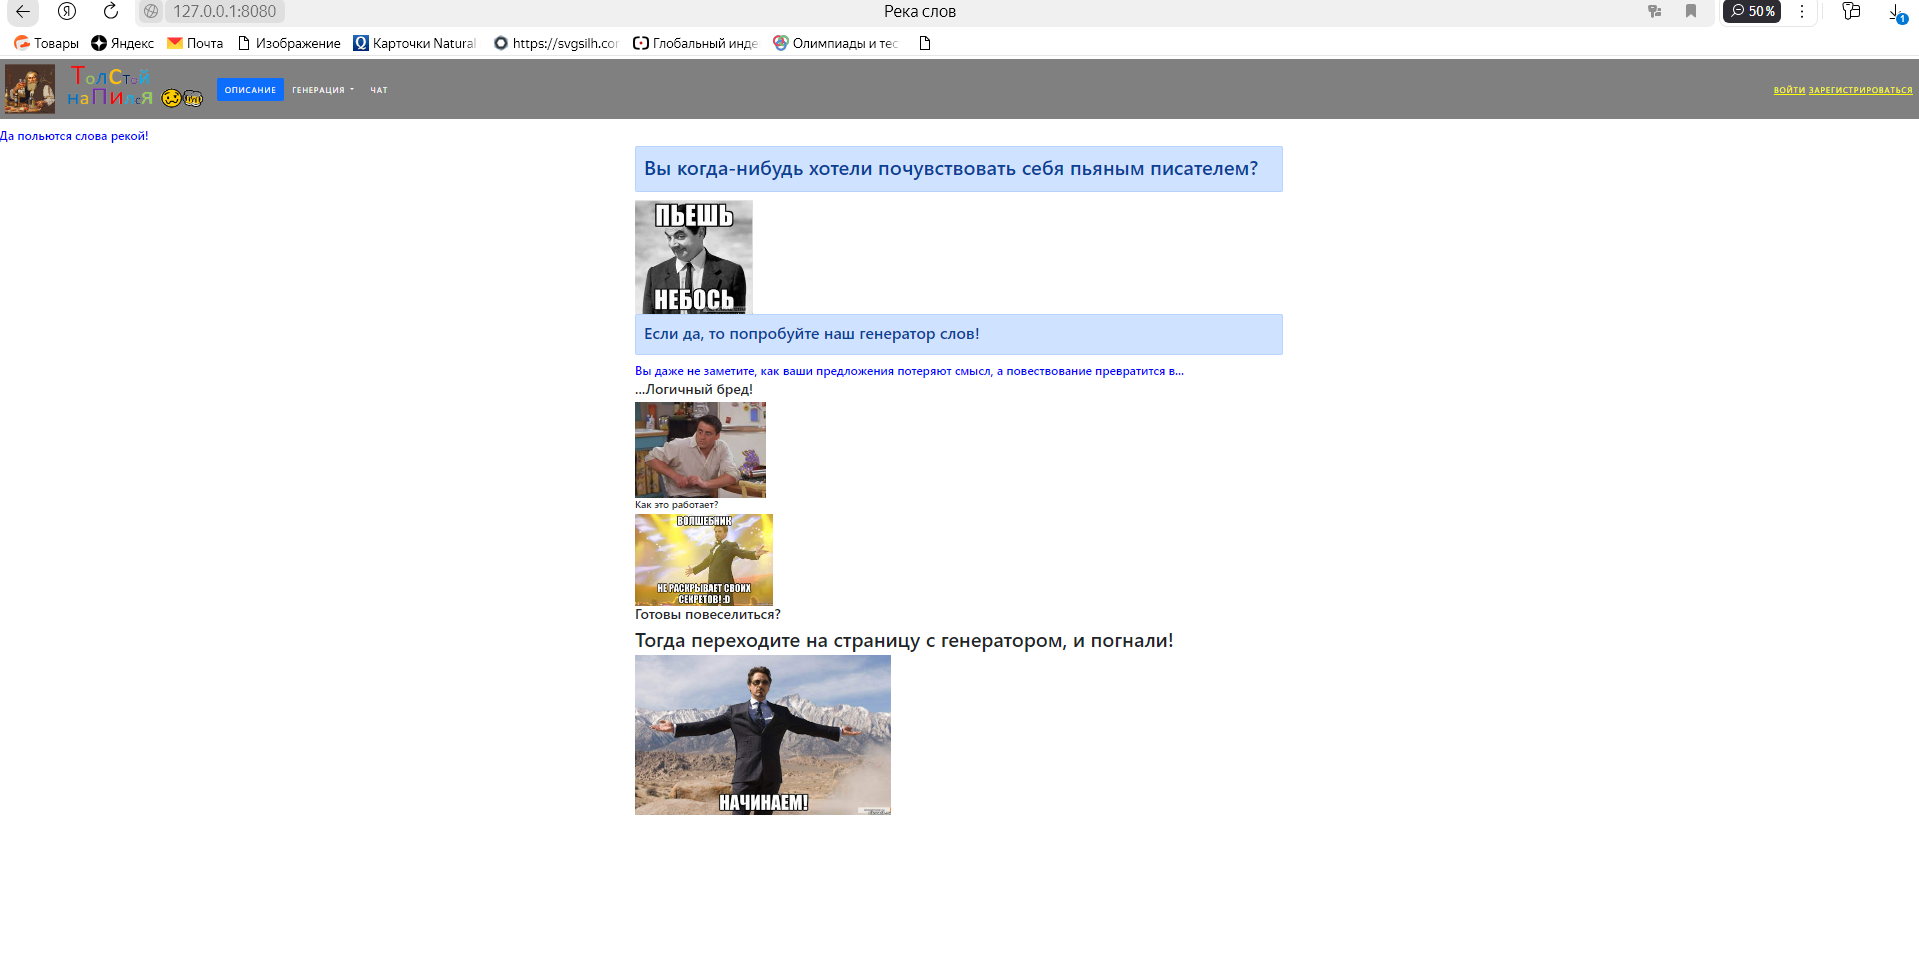 127.0.0.1:8080
Река слов
50 %
1
Товары
Яндекс
Почта
Изображение
Карточки Natural
https://svgsilh.co
Глобальный инде
Олимпиады и тес
ТолСтой
наПилсЯ
ОПИСАНИЕ
ГЕНЕРАЦИЯ
ЧАТ
ВОЙТИ ЗАРЕГИСТРИРОВАТЬСЯ
Да польются слова рекой!
Вы когда-нибудь хотели почувствовать себя пьяным писателем?
ПЬЕШЬ
НЕБОСЬ
Если да, то попробуйте наш генератор слов!
Вы даже не заметите, как ваши предложения потеряют смысл, а повествование превратится в...
...Логичный бред!
Как это работает?
ВОЛШЕБНИК
НЕ РАСКРЫВАЕТ СВОИХ
СЕКРЕТОВ! :D
Готовы повеселиться?
Тогда переходите на страницу с генератором, и погнали!
НАЧИНАЕМ!